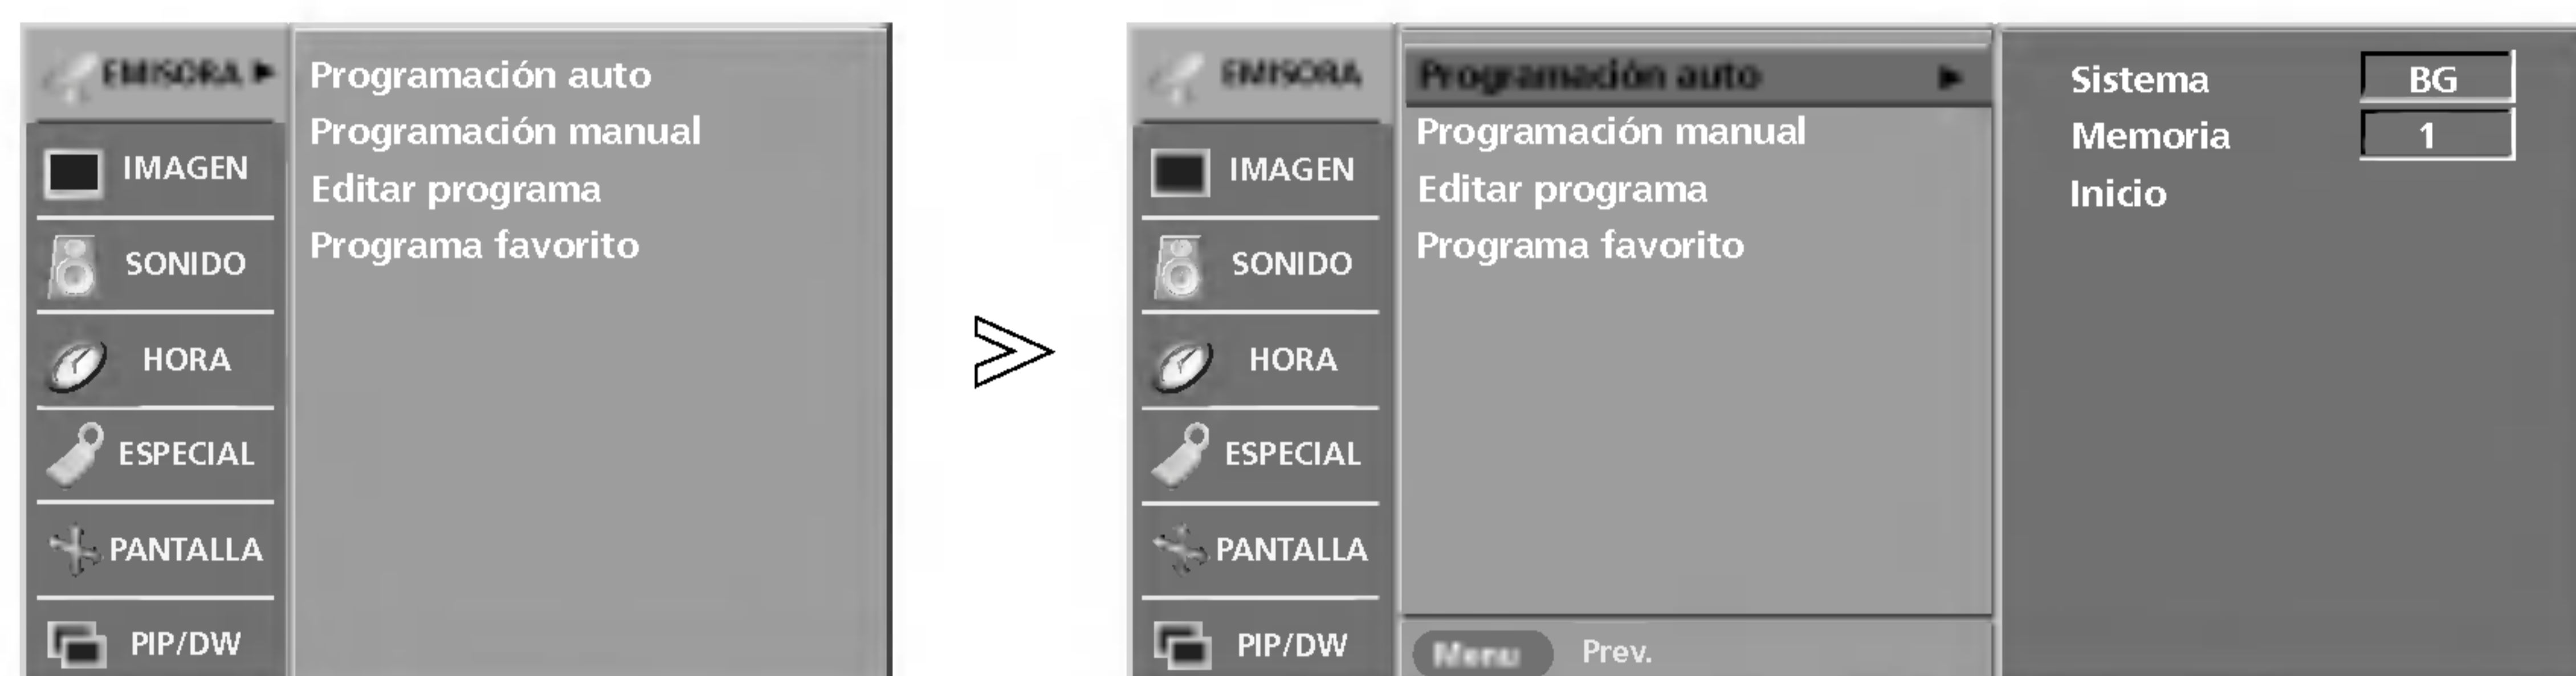 EMISORA ►
Programación auto
Programación manual
Editar programa
Programa favorito
IMAGEN
SONIDO
HORA
ESPECIAL
PANTALLA
PIP/DW
EMISORA
IMAGEN
SONIDO
HORA
ESPECIAL
PANTALLA
PIP/DW
Programación auto ►
Programación manual
Editar programa
Programa favorito
Menu Prev.
Sistema BG
Memoria 1
Inicio